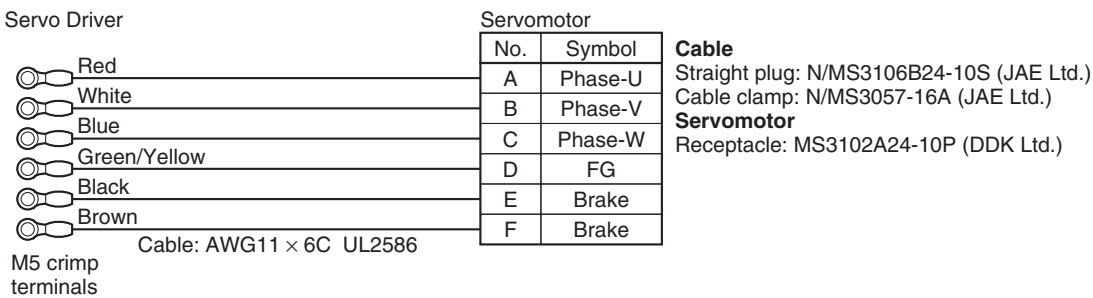 Servo Driver
Servomotor
No. Symbol
Red
A Phase-U
White
B Phase-V
Blue
C Phase-W
Green/Yellow
D FG
Black
E Brake
Brown
F Brake
Cable: AWG11 × 6C UL2586
M5 crimp
terminals
Cable
Straight plug: N/MS3106B24-10S (JAE Ltd.)
Cable clamp: N/MS3057-16A (JAE Ltd.)
Servomotor
Receptacle: MS3102A24-10P (DDK Ltd.)